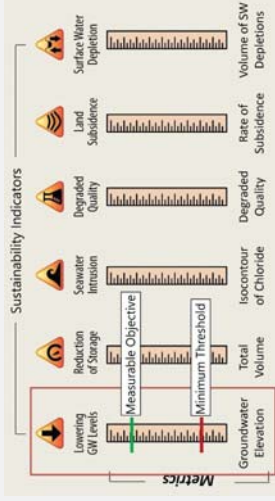 Sustainability Indicators
Lowering
GW Levels
Reduction
of Storage
Seawater
Intrusion
Degraded
Quality
Land
Subsidence
Surface Water
Depletion
Measurable Objective
Minimum Threshold
Metrics
Groundwater
Elevation
Total
Volume
Isocontour
of Chloride
Degraded
Quality
Rate of
Subsidence
Volume of SW
Depletions